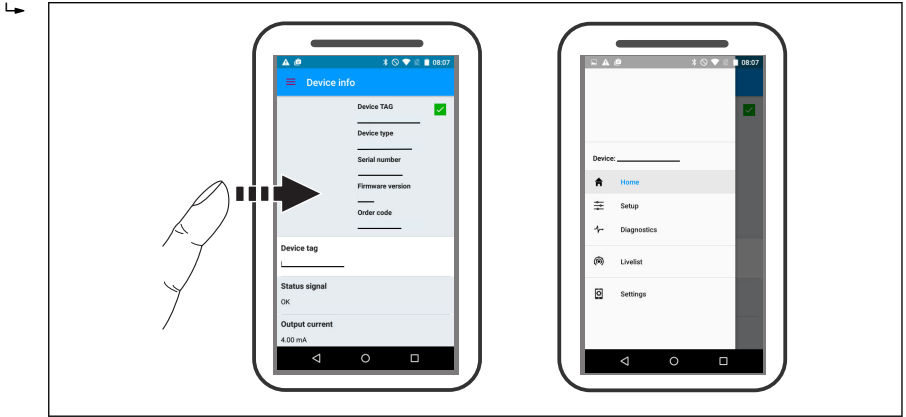 08:07
Device info
Device TAG
Device type
Serial number
Firmware version
Order code
Device tag
Status signal
OK
Output current
4.00 mA
08:07
Device:
Home
Setup
Diagnostics
Livelist
Settings